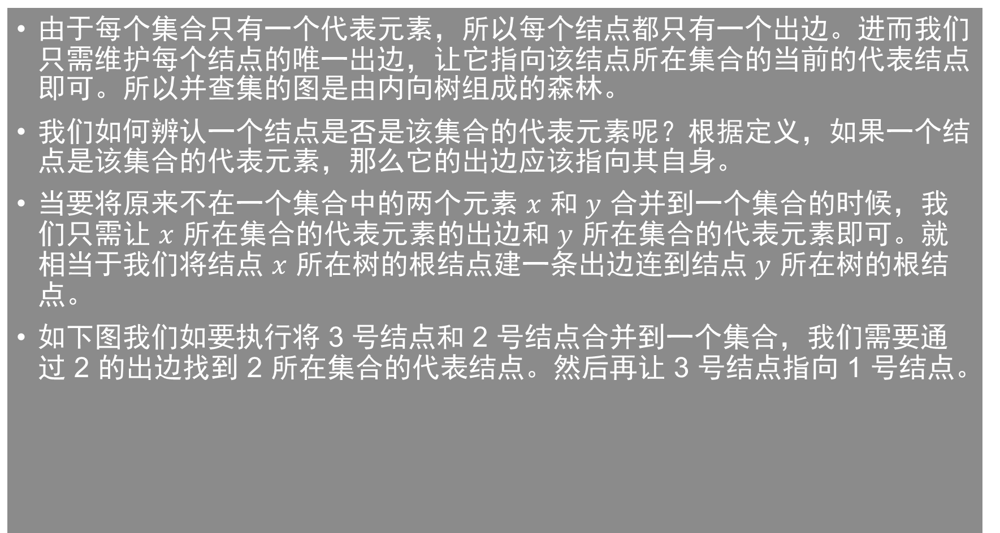 • 由于每个集合只有一个代表元素，所以每个结点都只有一个出边。进而我们
只需维护每个结点的唯一出边，让它指向该结点所在集合的当前的代表结点
即可。所以并查集的图是由内向树组成的森林。
• 我们如何辨认一个结点是否是该集合的代表元素呢？根据定义，如果一个结
点是该集合的代表元素，那么它的出边应该指向其自身。
• 当要将原来不在一个集合中的两个元素 x 和 y 合并到一个集合的时候，我
们只需让 x 所在集合的代表元素的出边和 y 所在集合的代表元素即可。就
相当于我们将结点 x 所在树的根结点建一条出边连到结点 y 所在树的根结
点。
• 如下图我们如要执行将 3 号结点和 2 号结点合并到一个集合，我们需要通
过 2 的出边找到 2 所在集合的代表结点。然后再让 3 号结点指向 1 号结点。